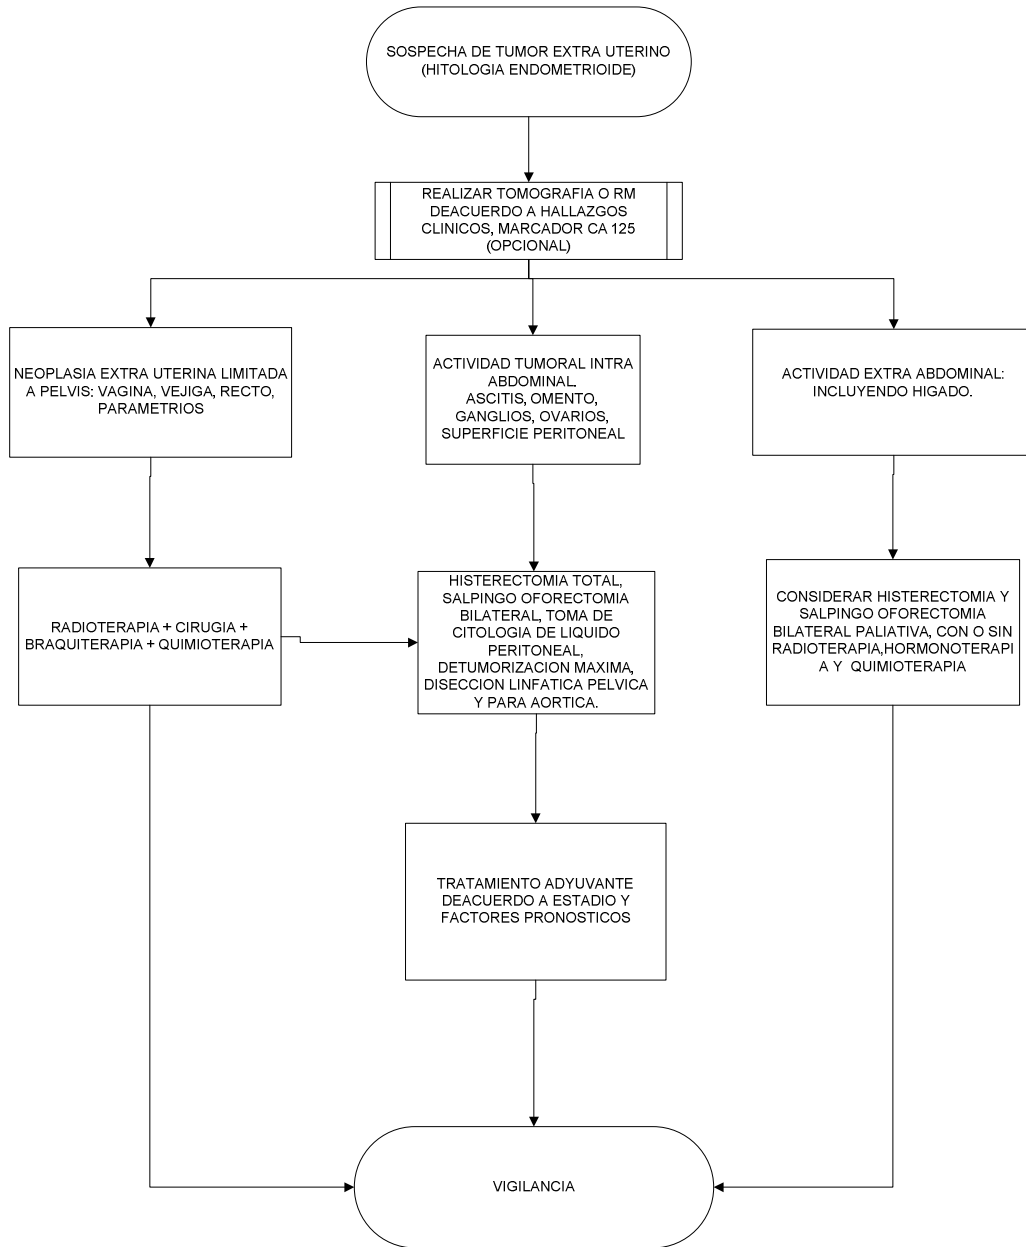 SOSPECHA DE TUMOR EXTRA UTERINO
(HITOLOGIA ENDOMETRIOIDE)
REALIZAR TOMOGRAFIA O RM
DEACUERDO A HALLAZGOS
CLINICOS, MARCADOR CA 125
(OPCIONAL)
NEOPLASIA EXTRA UTERINA LIMITADA
A PELVIS: VAGINA, VEJIGA, RECTO,
PARAMETRIOS
ACTIVIDAD TUMORAL INTRA
ABDOMINAL.
ASCITIS, OMENTO,
GANGLIOS, OVARIOS,
SUPERFICIE PERITONEAL
ACTIVIDAD EXTRA ABDOMINAL:
INCLUYENDO HIGADO.
RADIOTERAPIA + CIRUGIA +
BRAQUITERAPIA + QUIMIOTERAPIA
HISTERECTOMIA TOTAL,
SALPINGO OFORECTOMIA
BILATERAL, TOMA DE
CITOLOGIA DE LIQUIDO
PERITONEAL,
DETUMORIZACION MAXIMA,
DISECCION LINFATICA PELVICA
Y PARA AORTICA.
CONSIDERAR HISTERECTOMIA Y
SALPINGO OFORECTOMIA
BILATERAL PALIATIVA, CON O SIN
RADIOTERAPIA,HORMONOTERAPI
A Y QUIMIOTERAPIA
TRATAMIENTO ADYUVANTE
DEACUERDO A ESTADIO Y
FACTORES PRONOSTICOS
VIGILANCIA